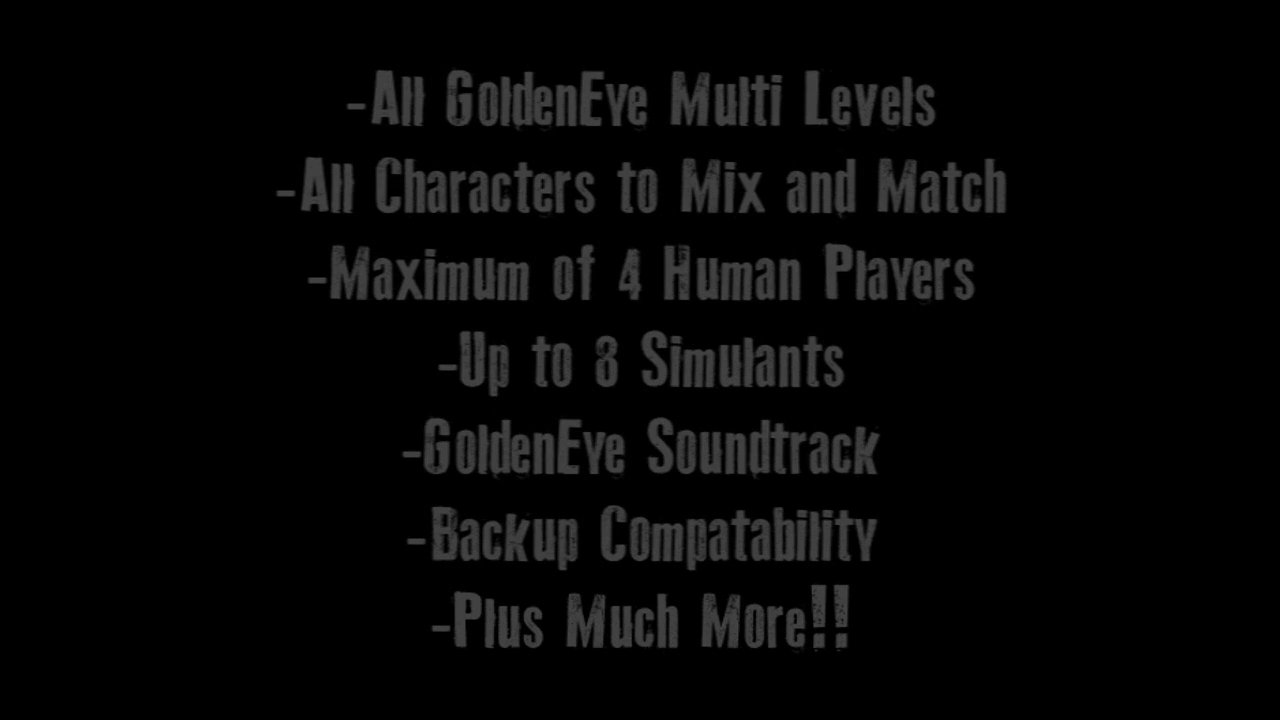 -All GoldenEye Multi Levels
-All Characters to Mix and Match
-Maximum of 4 Human Players
-Up to 8 Simulants
-GoldenEye Soundtrack
-Backup Compatability
-Plus Much More!!